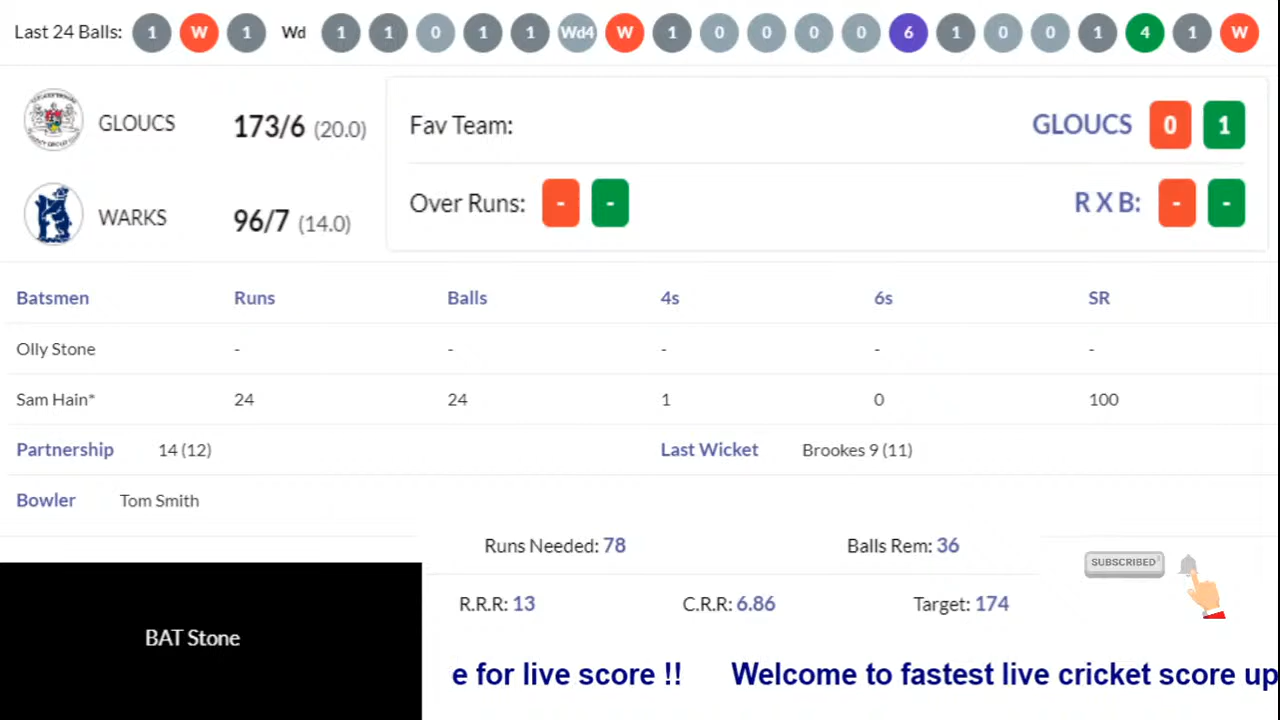 Last 24 Balls: 1 W 1 Wd 1 1 0 1 1 Wd4 W 1 0 0 0 0 6 1 0 0 1 4 1 W
GLOUCS 173/6 (20.0)
Fav Team: GLOUCS 0 1
WARKS 96/7 (14.0)
Over Runs: - - R X B: - -
Batsmen Runs Balls 4s 6s SR
Olly Stone - - - - -
Sam Hain* 24 24 1 0 100
Partnership 14 (12) Last Wicket Brookes 9 (11)
Bowler Tom Smith
Runs Needed: 78 Balls Rem: 36
SUBSCRIBED
R.R.R: 13 C.R.R: 6.86 Target: 174
BAT Stone
e for live score !! Welcome to fastest live cricket score up